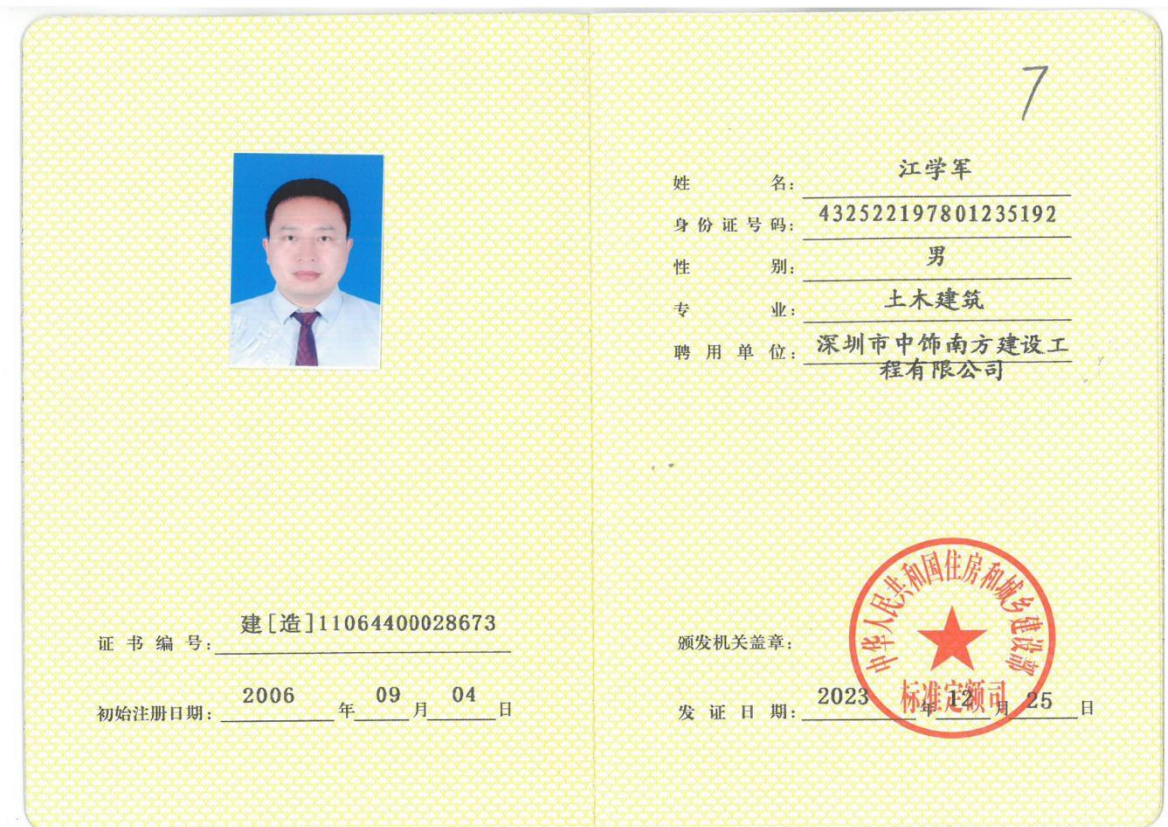 7
姓 名: 江学军
身份证号码: 432522197801235192
性 别: 男
专 业: 土木建筑
聘 用 单 位: 深圳市中饰南方建设工
程有限公司
证 书 编 号: 建[造]11064400028673
初始注册日期: 2006 年 09 月 04 日
颁发机关盖章:
中华人民共和国住房和城乡建设部
标准定额司
发 证 日 期: 2023 年 12 月 25 日